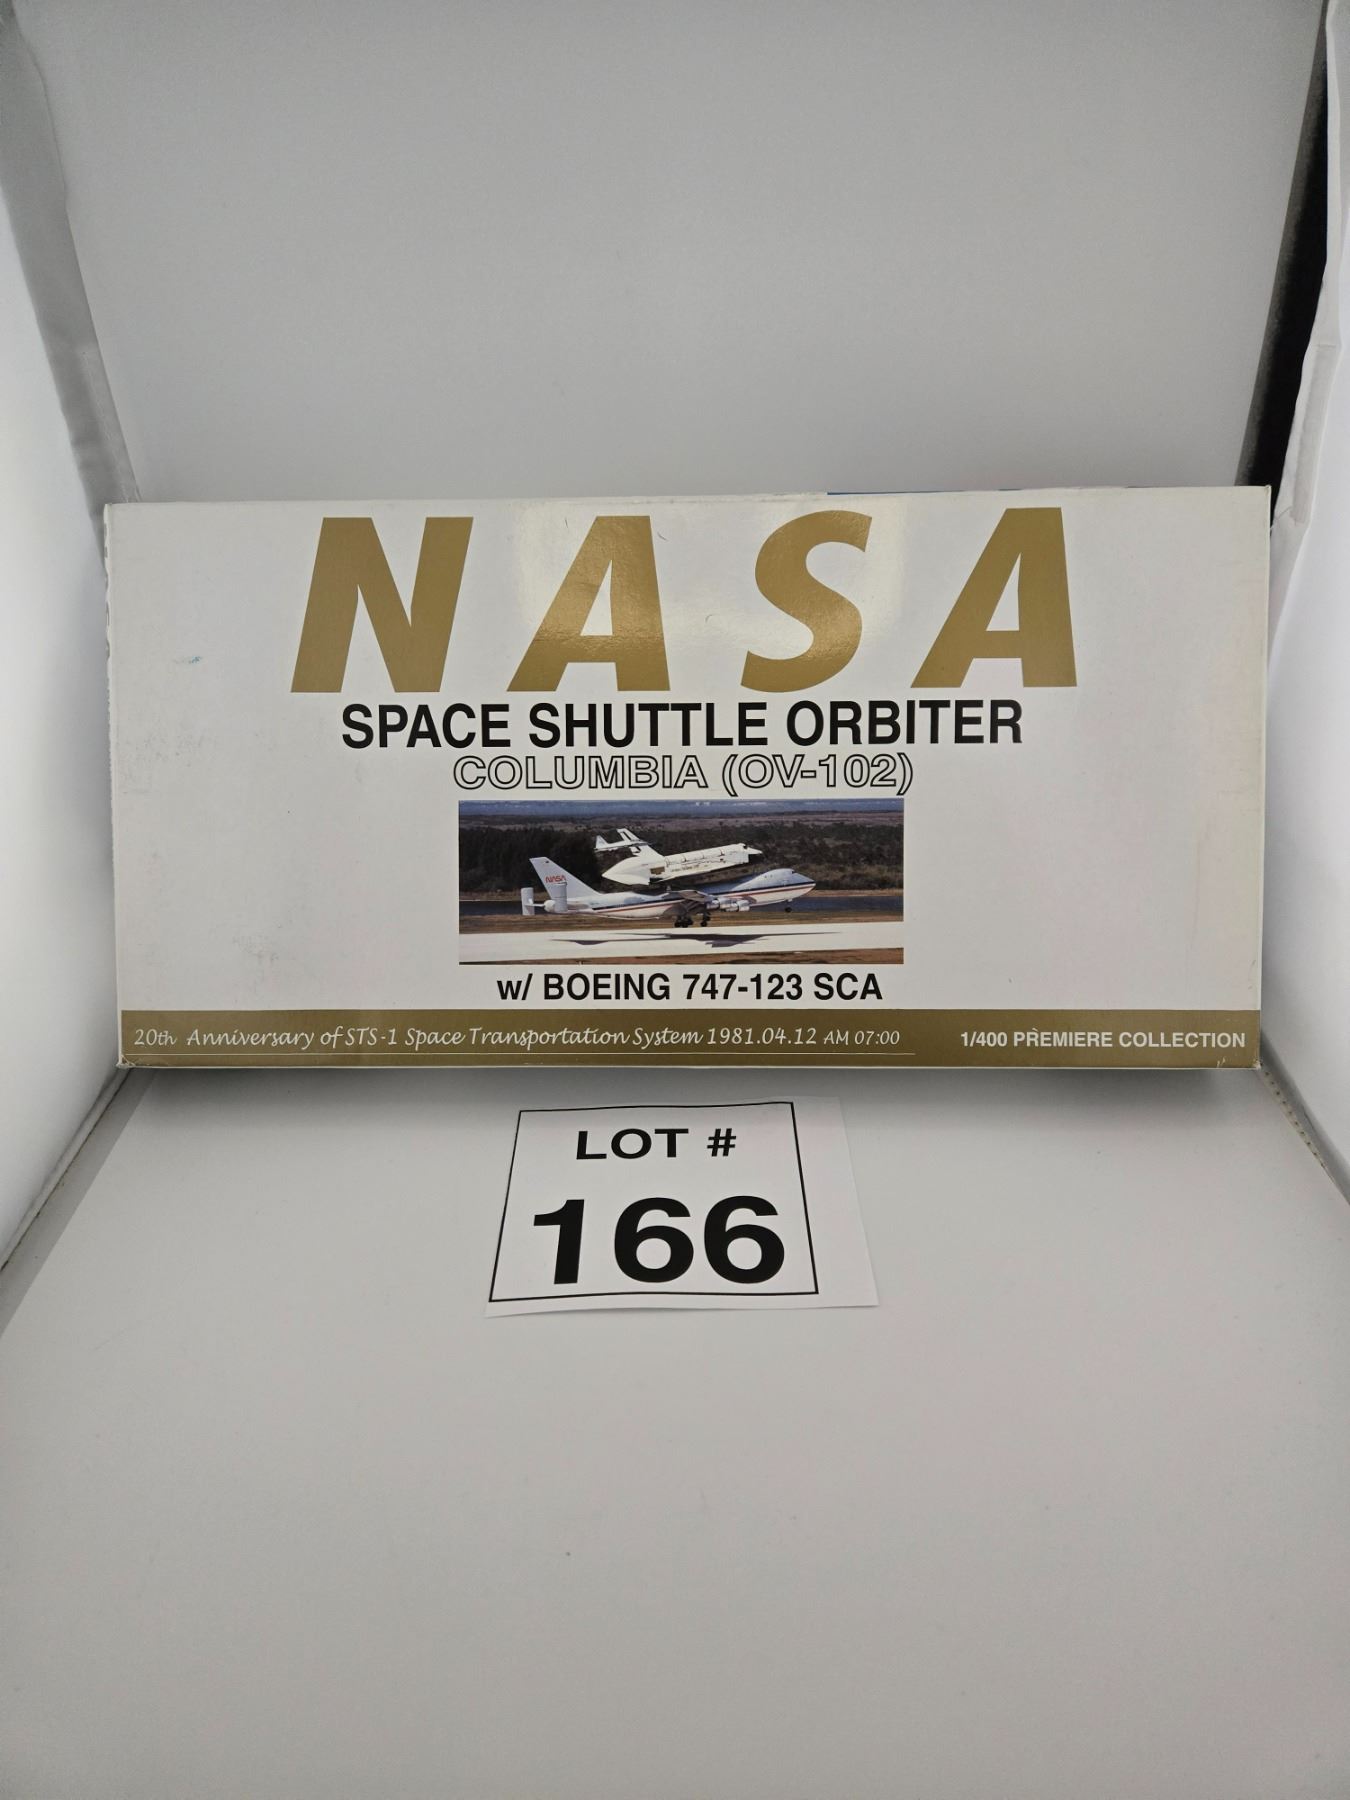 NASA
SPACE SHUTTLE ORBITER
COLUMBIA (OV-102)
NASA
w/ BOEING 747-123 SCA
20th Anniversary of STS-1 Space Transportation System 1981.04.12 AM 07:00
1/400 PREMIERE COLLECTION
LOT #
166